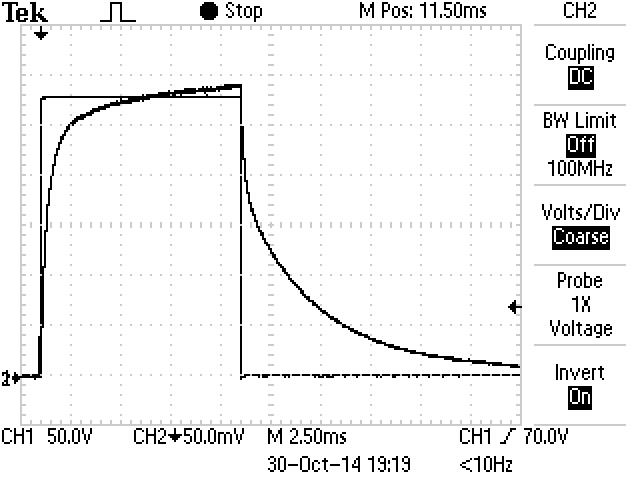 Tek Stop M Pos: 11.50ms CH2
Coupling
DC
BW Limit
Off
100MHz
Volts/Div
Coarse
Probe
1X
Voltage
Invert
On
CH1 50.0V CH2 50.0mV M 2.50ms CH1 70.0V
30-Oct-14 19:19 <10Hz